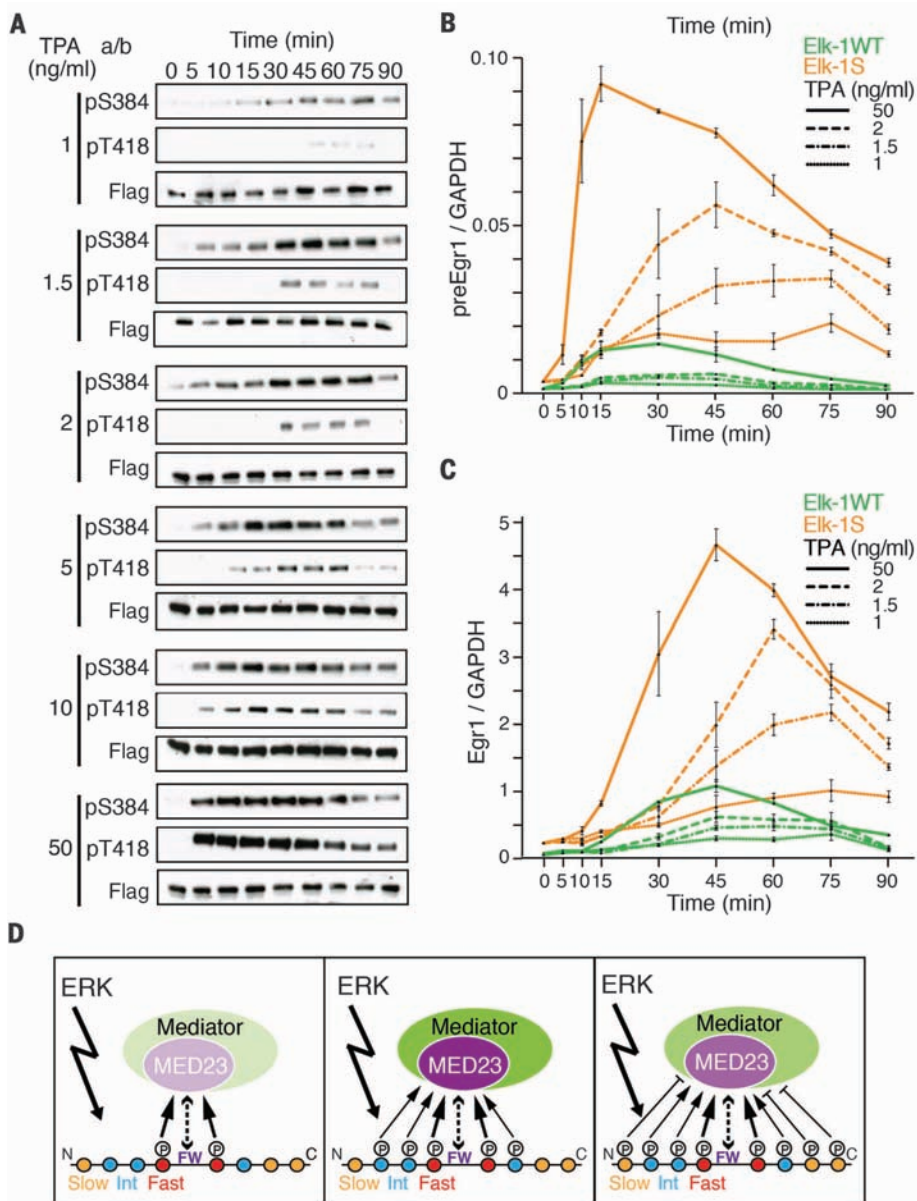 A
TPA a/b Time (min)
(ng/ml) 0 5 10 15 30 45 60 75 90
pS384
1 pT418
Flag
pS384
1.5 pT418
Flag
pS384
2 pT418
Flag
pS384
5 pT418
Flag
pS384
10 pT418
Flag
pS384
50 pT418
Flag
B
Time (min)
Elk-1WT
Elk-1S
TPA (ng/ml)
50
2
1.5
1
preEgr1 / GAPDH
0.10
0.05
0
0 5 10 15 30 45 60 75 90
Time (min)
C
Elk-1WT
Elk-1S
TPA (ng/ml)
50
2
1.5
1
Egr1 / GAPDH
5
4
3
2
1
0
0 5 10 15 30 45 60 75 90
Time (min)
D
ERK
Mediator
MED23
P P
N FW C
Slow Int Fast
ERK
Mediator
MED23
P P P P P
N FW C
Slow Int Fast
ERK
Mediator
MED23
P P P P P P P P
N FW C
Slow Int Fast